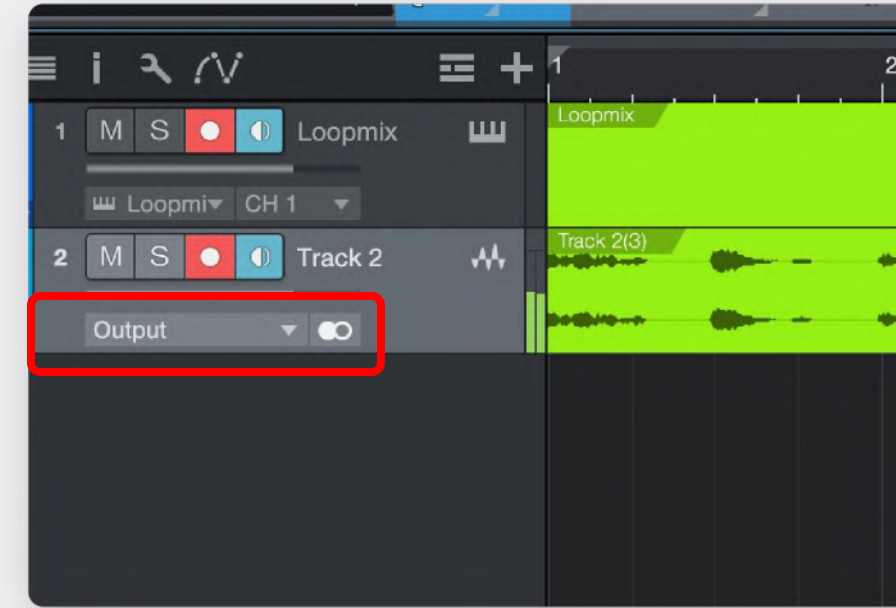 1 2
1 M S Loopmix
Loopmi CH 1
Loopmix
2 M S Track 2
Output
Track 2(3)